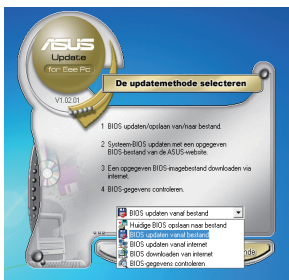 ASUS
Update
for Eee Pc
V1.02.01
De updatemethode selecteren
1 BIOS updaten/opslaan van/naar bestand.
2 Systeem-BIOS updaten met een opgegeven
BIOS-bestand van de ASUS-website.
3 Een opgegeven BIOS-imagebestand downloaden via
internet.
4 BIOS-gegevens controleren.
BIOS updaten vanaf bestand
Huidige BIOS opslaan naar bestand
BIOS updaten vanaf bestand
BIOS updaten vanaf internet
BIOS downloaden van internet
BIOS-gegevens controleren